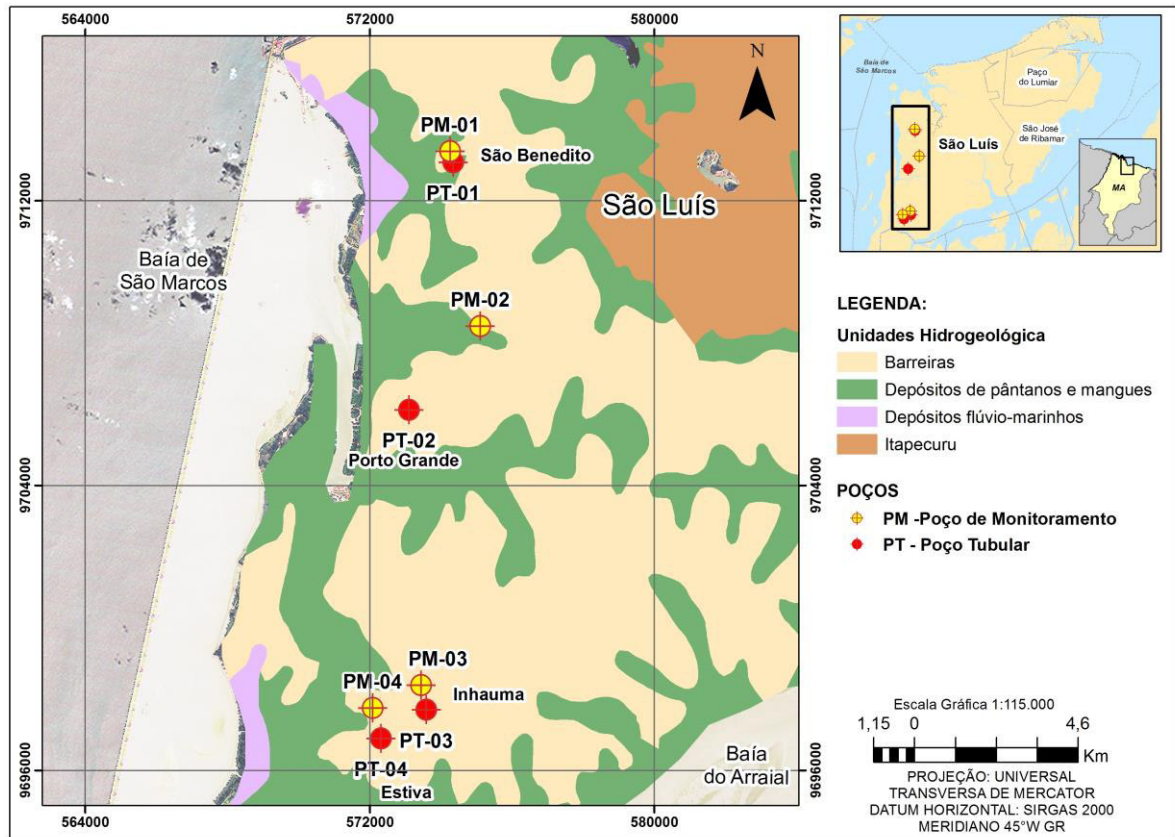 564000
572000
580000
N
PM-01
São Benedito
PT-01
9712000
9712000
São Luís
Baía de
São Marcos
PM-02
PT-02
Porto Grande
9704000
9704000
PM-03
PM-04
Inhauma
PT-03
PT-04
Estiva
Baía
do Arraial
9696000
9696000
564000
572000
580000
Baía de
São Marcos
Paço
do Lumiar
São José
de Ribamar
São Luís
MA
LEGENDA:
Unidades Hidrogeológica
Barreiras
Depósitos de pântanos e mangues
Depósitos flúvio-marinhos
Itapecuru
POÇOS
PM -Poço de Monitoramento
PT - Poço Tubular
Escala Gráfica 1:115.000
1,15 0 4,6
Km
PROJEÇÃO: UNIVERSAL
TRANSVERSA DE MERCATOR
DATUM HORIZONTAL: SIRGAS 2000
MERIDIANO 45°W GR